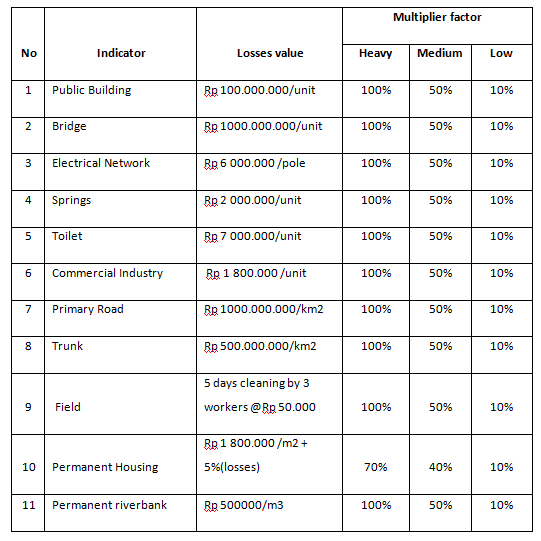 Multiplier factor
No Indicator Losses value Heavy Medium Low
1 Public Building Rp 100.000.000/unit 100% 50% 10%
2 Bridge Rp 1000.000.000/unit 100% 50% 10%
3 Electrical Network Rp 6 000.000 /pole 100% 50% 10%
4 Springs Rp 2 000.000/unit 100% 50% 10%
5 Toilet Rp 7 000.000/unit 100% 50% 10%
6 Commercial Industry Rp 1 800.000 /unit 100% 50% 10%
7 Primary Road Rp 1000.000.000/km2 100% 50% 10%
8 Trunk Rp 500.000.000/km2 100% 50% 10%
5 days cleaning by 3
9 Field workers @Rp 50.000 100% 50% 10%
Rp 1 800.000 /m2 +
10 Permanent Housing 5%(losses) 70% 40% 10%
11 Permanent riverbank Rp 500000/m3 100% 50% 10%